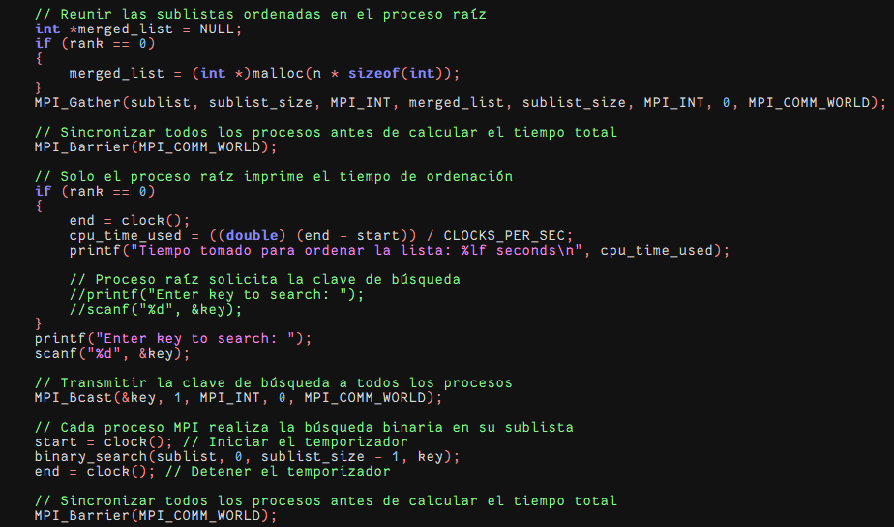 // Reunir las sublistas ordenadas en el proceso raíz
int *merged_list = NULL;
if (rank == 0)
{
    merged_list = (int *)malloc(n * sizeof(int));
}
MPI_Gather(sublist, sublist_size, MPI_INT, merged_list, sublist_size, MPI_INT, 0, MPI_COMM_WORLD);

// Sincronizar todos los procesos antes de calcular el tiempo total
MPI_Barrier(MPI_COMM_WORLD);

// Solo el proceso raíz imprime el tiempo de ordenación
if (rank == 0)
{
    end = clock();
    cpu_time_used = ((double) (end - start)) / CLOCKS_PER_SEC;
    printf("Tiempo tomado para ordenar la lista: %lf seconds\n", cpu_time_used);

    // Proceso raíz solicita la clave de búsqueda
    //printf("Enter key to search: ");
    //scanf("%d", &key);
}
printf("Enter key to search: ");
scanf("%d", &key);

// Transmitir la clave de búsqueda a todos los procesos
MPI_Bcast(&key, 1, MPI_INT, 0, MPI_COMM_WORLD);

// Cada proceso MPI realiza la búsqueda binaria en su sublista
start = clock(); // Iniciar el temporizador
binary_search(sublist, 0, sublist_size - 1, key);
end = clock(); // Detener el temporizador

// Sincronizar todos los procesos antes de calcular el tiempo total
MPI_Barrier(MPI_COMM_WORLD);